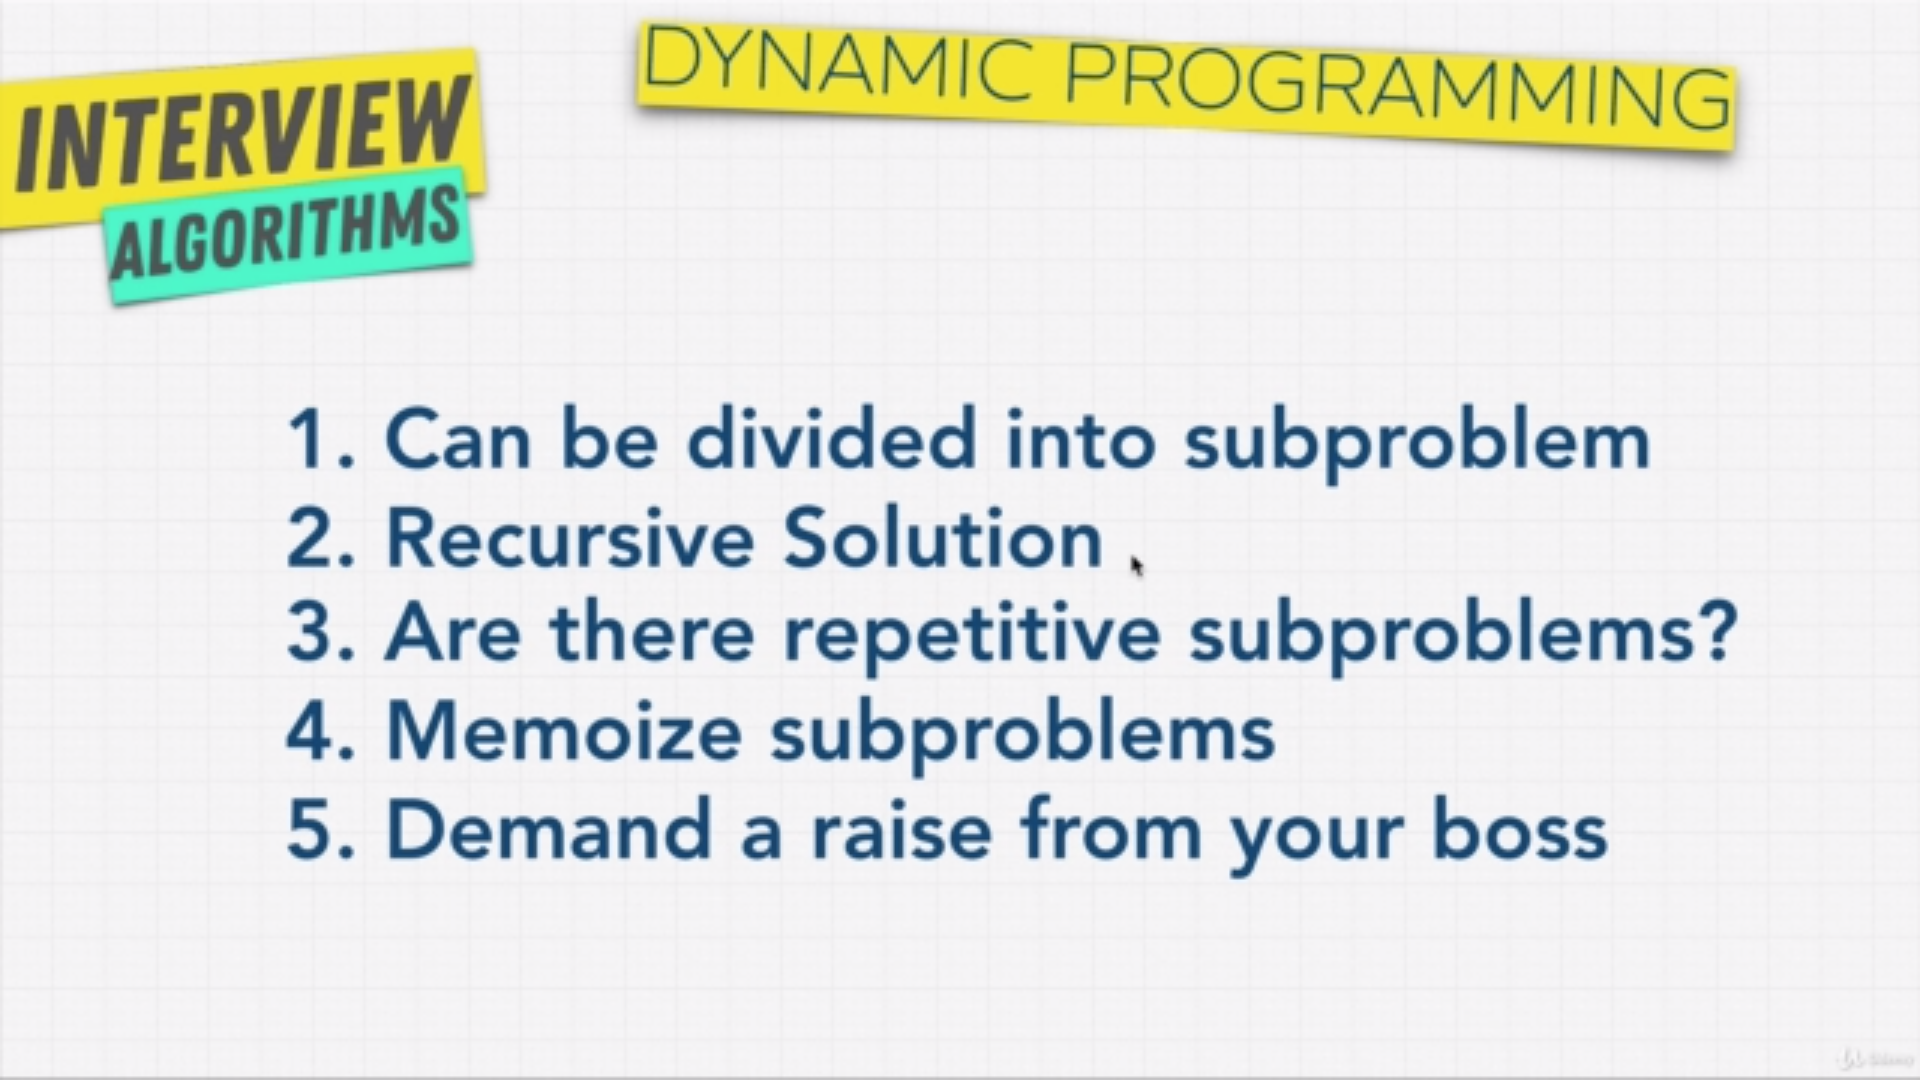 DYNAMIC PROGRAMMING
INTERVIEW
ALGORITHMS
1. Can be divided into subproblem
2. Recursive Solution
3. Are there repetitive subproblems?
4. Memoize subproblems
5. Demand a raise from your boss